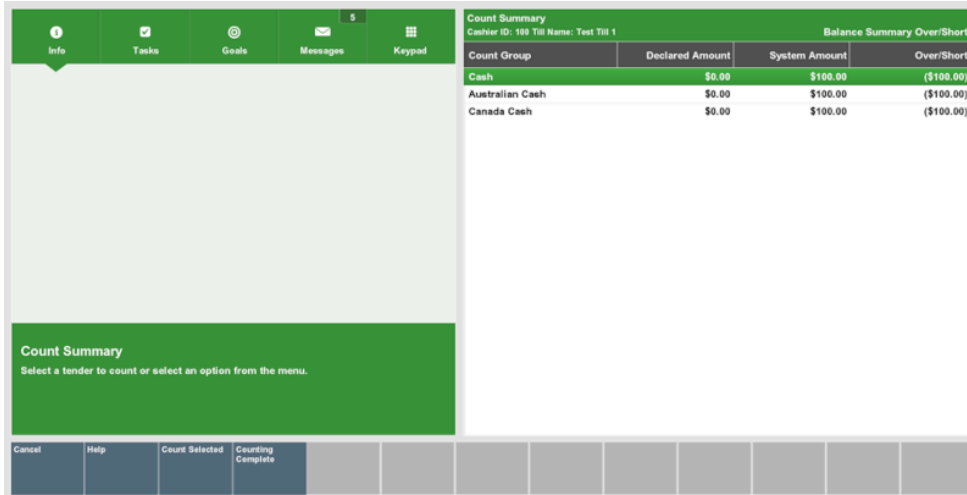 5
Info Tasks Goals Messages Keypad
Count Summary
Select a tender to count or select an option from the menu.
Count Summary
Cashier ID: 100 Till Name: Test Till 1 Balance Summary Over/Short
Count Group Declared Amount System Amount Over/Short
Cash $0.00 $100.00 ($100.00)
Australian Cash $0.00 $100.00 ($100.00)
Canada Cash $0.00 $100.00 ($100.00)
Cancel Help Count Selected Counting
Complete